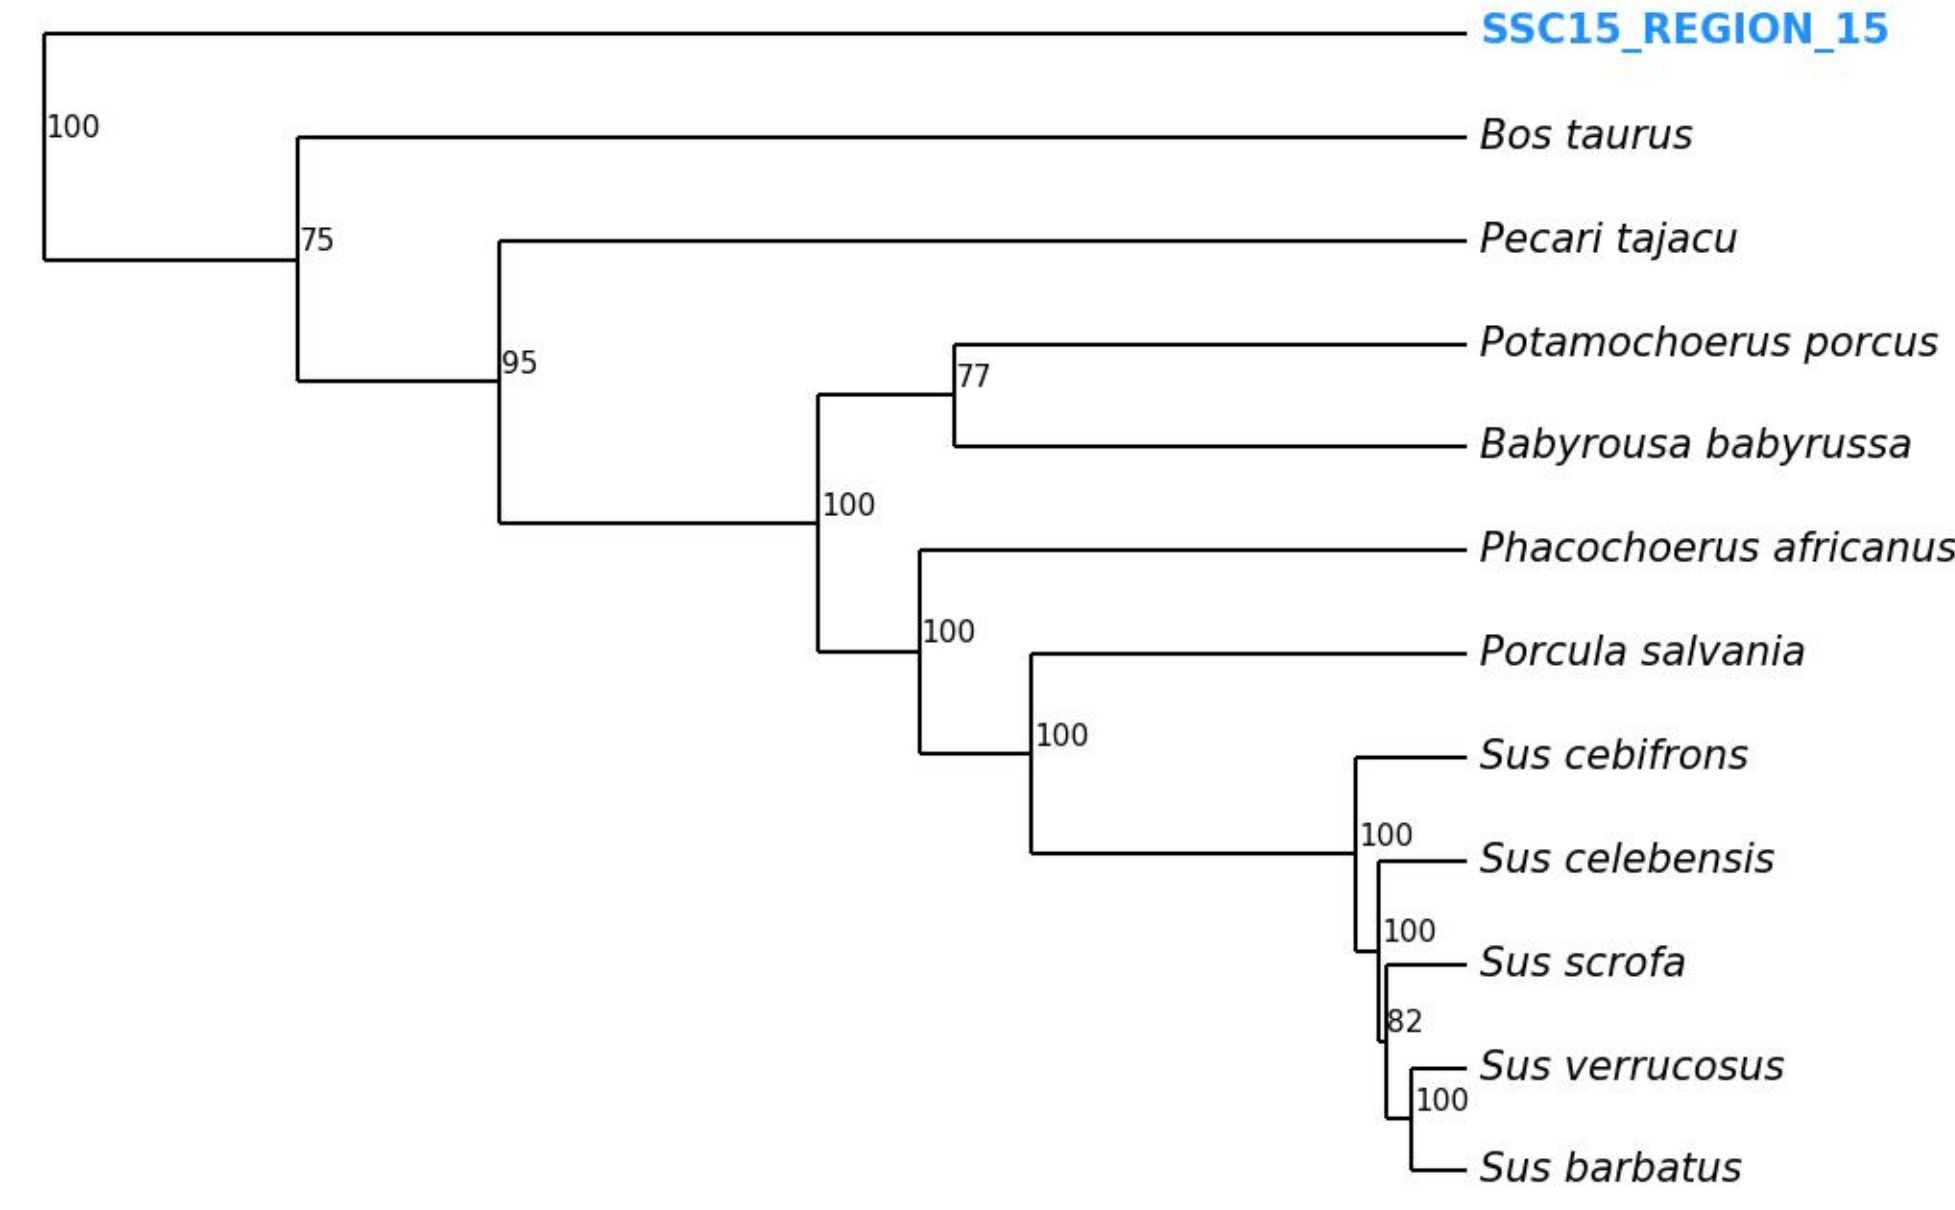 SSC15_REGION_15
100
Bos taurus
75
Pecari tajacu
95
Potamochoerus porcus
77
Babyrousa babyrussa
100
Phacochoerus africanus
100
Porcula salvania
100
Sus cebifrons
100
Sus celebensis
100
Sus scrofa
82
Sus verrucosus
100
Sus barbatus